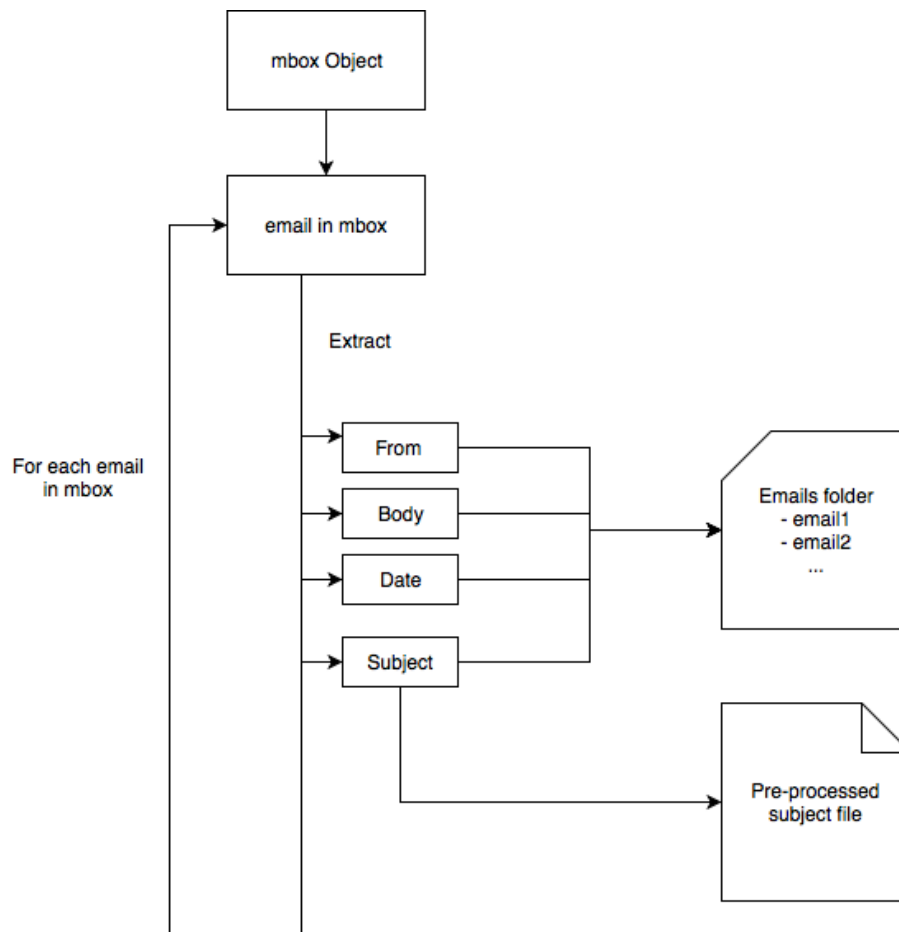 mbox Object
email in mbox
Extract
For each email
in mbox
From
Body
Date
Subject
Emails folder
- email1
- email2
...
Pre-processed
subject file